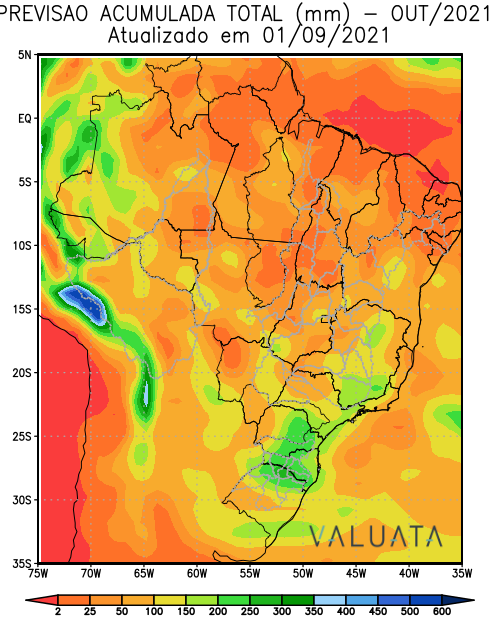 PREVISAO ACUMULADA TOTAL (mm) – OUT/2021
Atualizado em 01/09/2021
5N
EQ
5S
10S
15S
20S
25S
30S
35S
VALUATA
75W 70W 65W 60W 55W 50W 45W 40W 35W
2 25 50 100 150 200 250 300 350 400 450 500 600